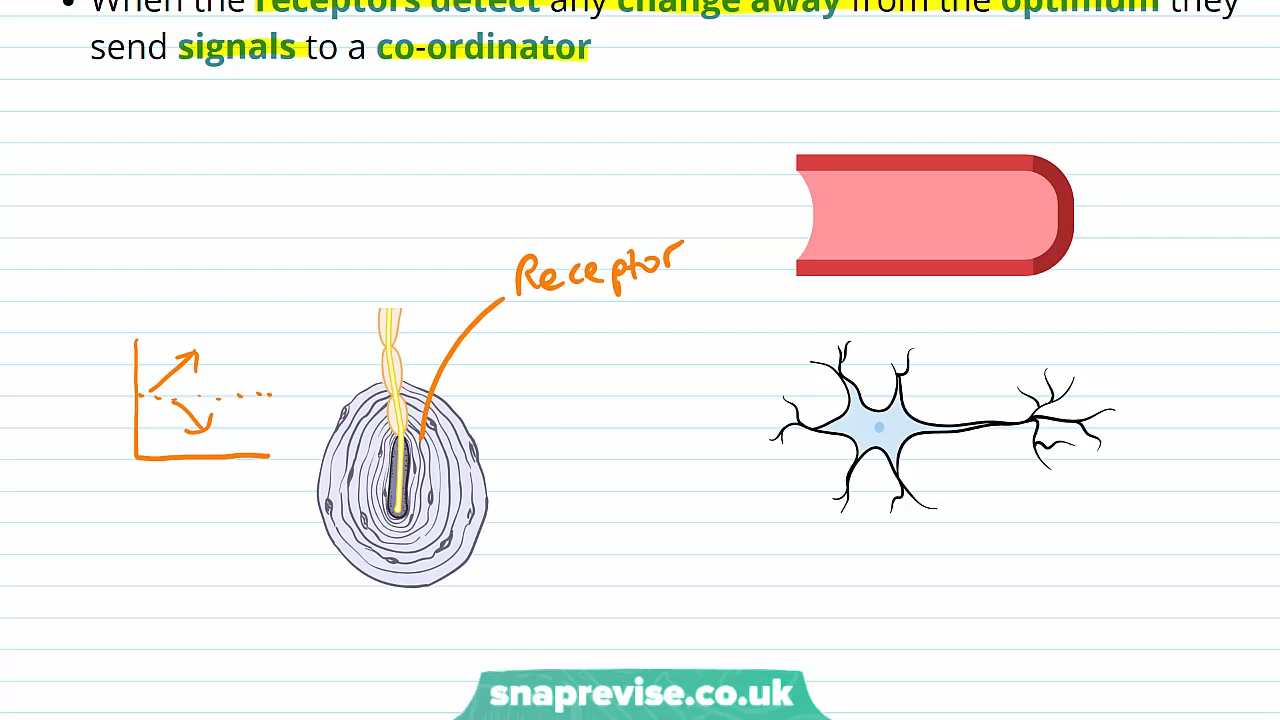 • When the receptors detect any change away from the optimum they
send signals to a co-ordinator
Receptor
snaprevise.co.uk